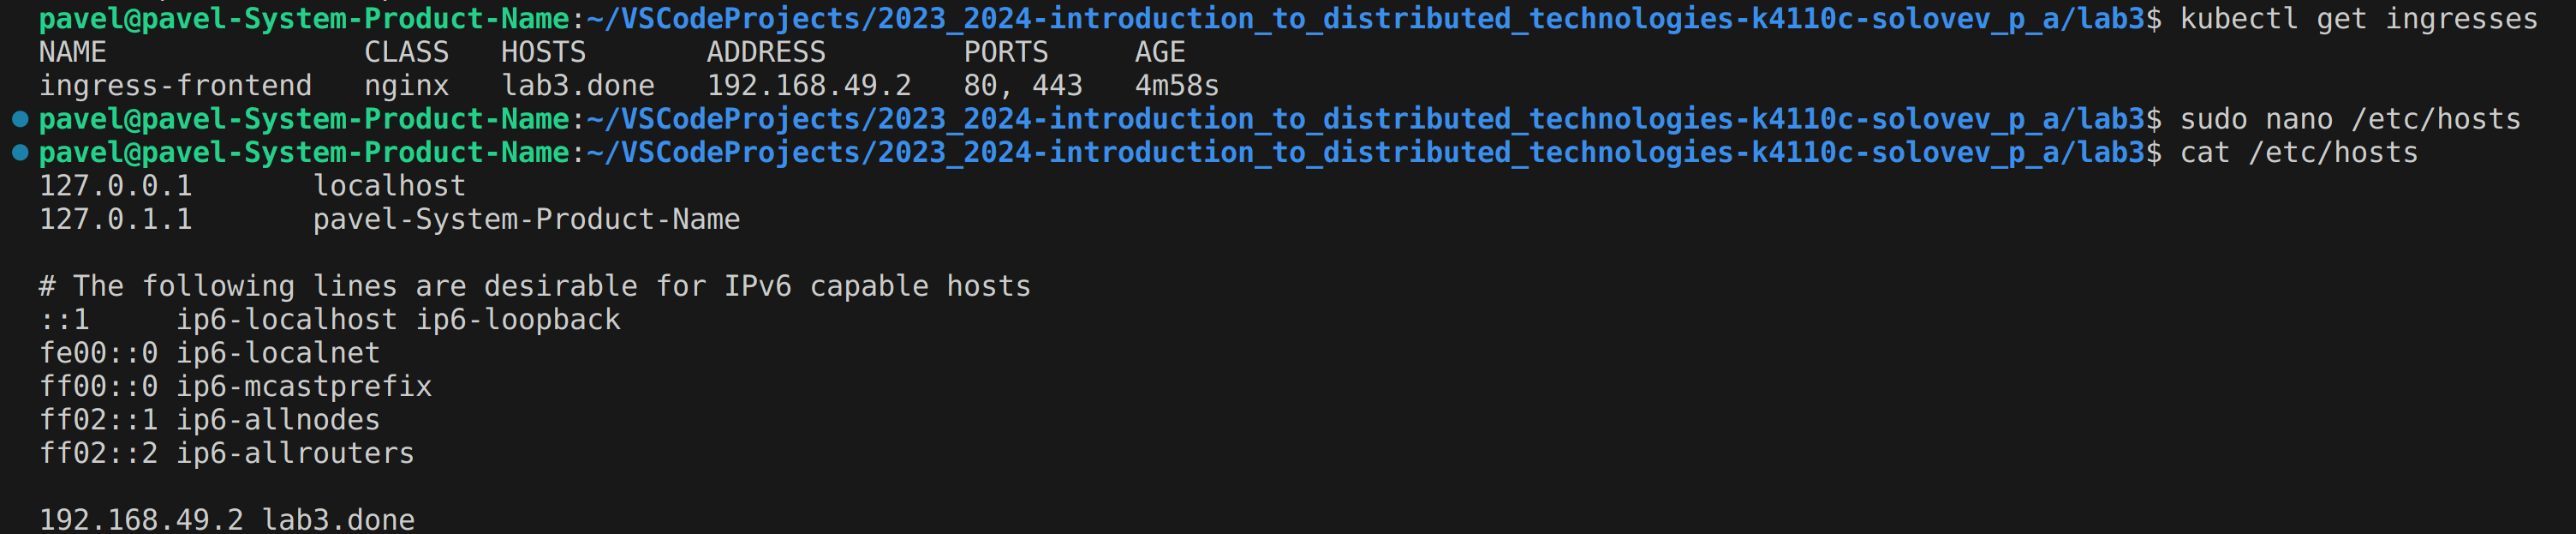 pavel@pavel-System-Product-Name:~/VSCodeProjects/2023_2024-introduction_to_distributed_technologies-k4110c-solovev_p_a/lab3$ kubectl get ingresses
NAME               CLASS   HOSTS       ADDRESS        PORTS     AGE
ingress-frontend   nginx   lab3.done   192.168.49.2   80, 443   4m58s
pavel@pavel-System-Product-Name:~/VSCodeProjects/2023_2024-introduction_to_distributed_technologies-k4110c-solovev_p_a/lab3$ sudo nano /etc/hosts
pavel@pavel-System-Product-Name:~/VSCodeProjects/2023_2024-introduction_to_distributed_technologies-k4110c-solovev_p_a/lab3$ cat /etc/hosts
127.0.0.1       localhost
127.0.1.1       pavel-System-Product-Name

# The following lines are desirable for IPv6 capable hosts
::1     ip6-localhost ip6-loopback
fe00::0 ip6-localnet
ff00::0 ip6-mcastprefix
ff02::1 ip6-allnodes
ff02::2 ip6-allrouters

192.168.49.2 lab3.done